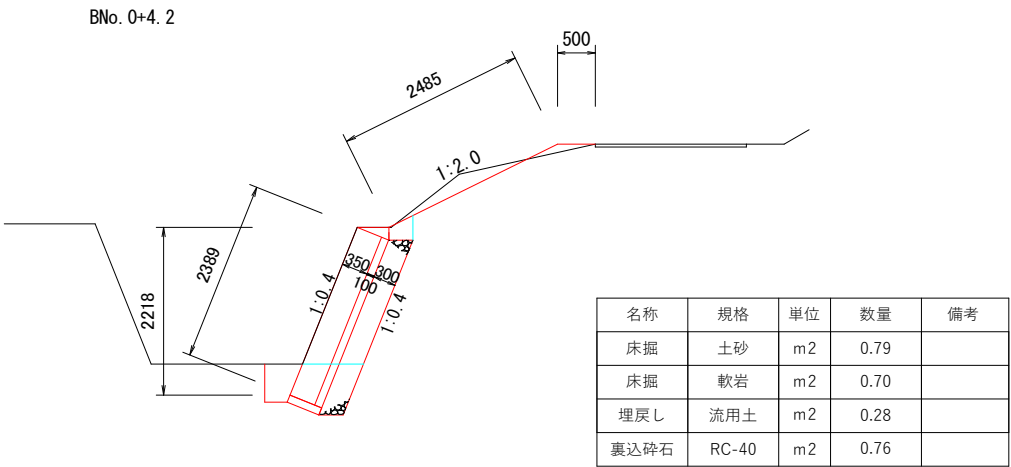 BNo. 0+4. 2
500
2485
1:2.0
2389
2218
350
300
100
1:0.4
1:0.4
名称 規格 単位 数量 備考
床掘 土砂 m2 0.79
床掘 軟岩 m2 0.70
埋戻し 流用土 m2 0.28
裏込砕石 RC-40 m2 0.76